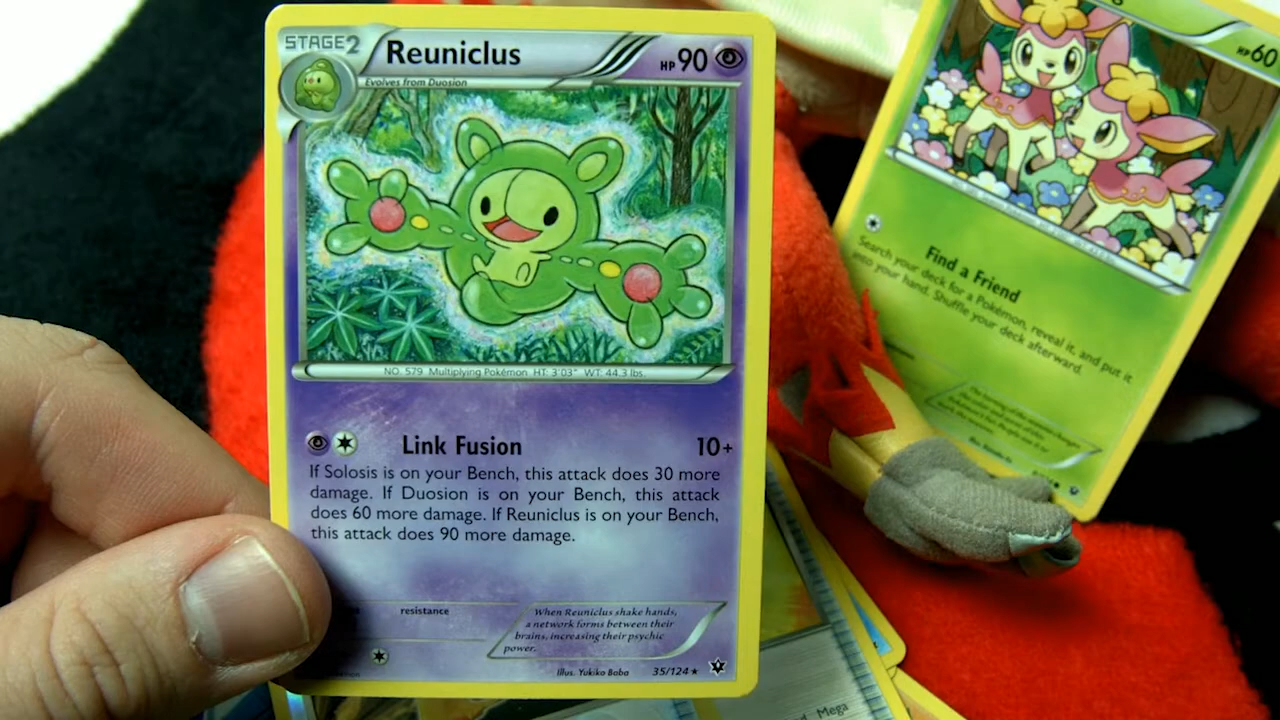 STAGE2
Reuniclus
HP 90
Evolves from Duosion
NO. 579 Multiplying Pokémon HT: 3'03" WT: 44.3 lbs.
Link Fusion 10+
If Solosis is on your Bench, this attack does 30 more
damage. If Duosion is on your Bench, this attack
does 60 more damage. If Reuniclus is on your Bench,
this attack does 90 more damage.
resistance
When Reuniclus shake hands,
a network forms between their
brains, increasing their psychic
power.
Illus. Yukiko Baba 35/124
HP 60
Find a Friend
Search your deck for a Pokémon, reveal it, and put it
into your hand. Shuffle your deck afterward.
Mega